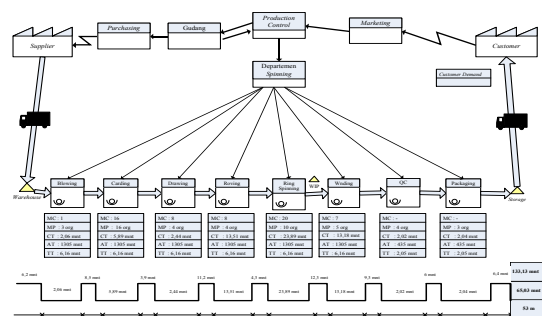 Production
Control
Purchasing
Gudang
Marketing
Supplier
Customer
Departemen
Spinning
Customer Demand
WIP
Warehouse
Blowing
Carding
Drawing
Roving
Ring
Spinning
Winding
QC
Packaging
Storage
MC : 1
MP : 3 org
CT : 2,06 mnt
AT : 1305 mnt
TT : 6,16 mnt
MC : 16
MP : 16 org
CT : 5,89 mnt
AT : 1305 mnt
TT : 6,16 mnt
MC : 8
MP : 4 org
CT : 2,44 mnt
AT : 1305 mnt
TT : 6,16 mnt
MC : 8
MP : 4 org
CT : 13,51 mnt
AT : 1305 mnt
TT : 6,16 mnt
MC : 20
MP : 10 org
CT : 23,89 mnt
AT : 1305 mnt
TT : 6,16 mnt
MC : 7
MP : 5 org
CT : 13,18 mnt
AT : 1305 mnt
TT : 6,16 mnt
MC : -
MP : 4 org
CT : 2,02 mnt
AT : 435 mnt
TT : 2,05 mnt
MC : -
MP : 3 org
CT : 2,04 mnt
AT : 435 mnt
TT : 2,05 mnt
6,2 mnt
8,5 mnt
3,9 mnt
11,2 mnt
4,3 mnt
12,5 mnt
9,3 mnt
6 mnt
6,4 mnt
133,13 mnt
2,06 mnt
5,89 mnt
2,44 mnt
13,51 mnt
23,89 mnt
13,18 mnt
2,02 mnt
2,04 mnt
65,03 mnt
53 m